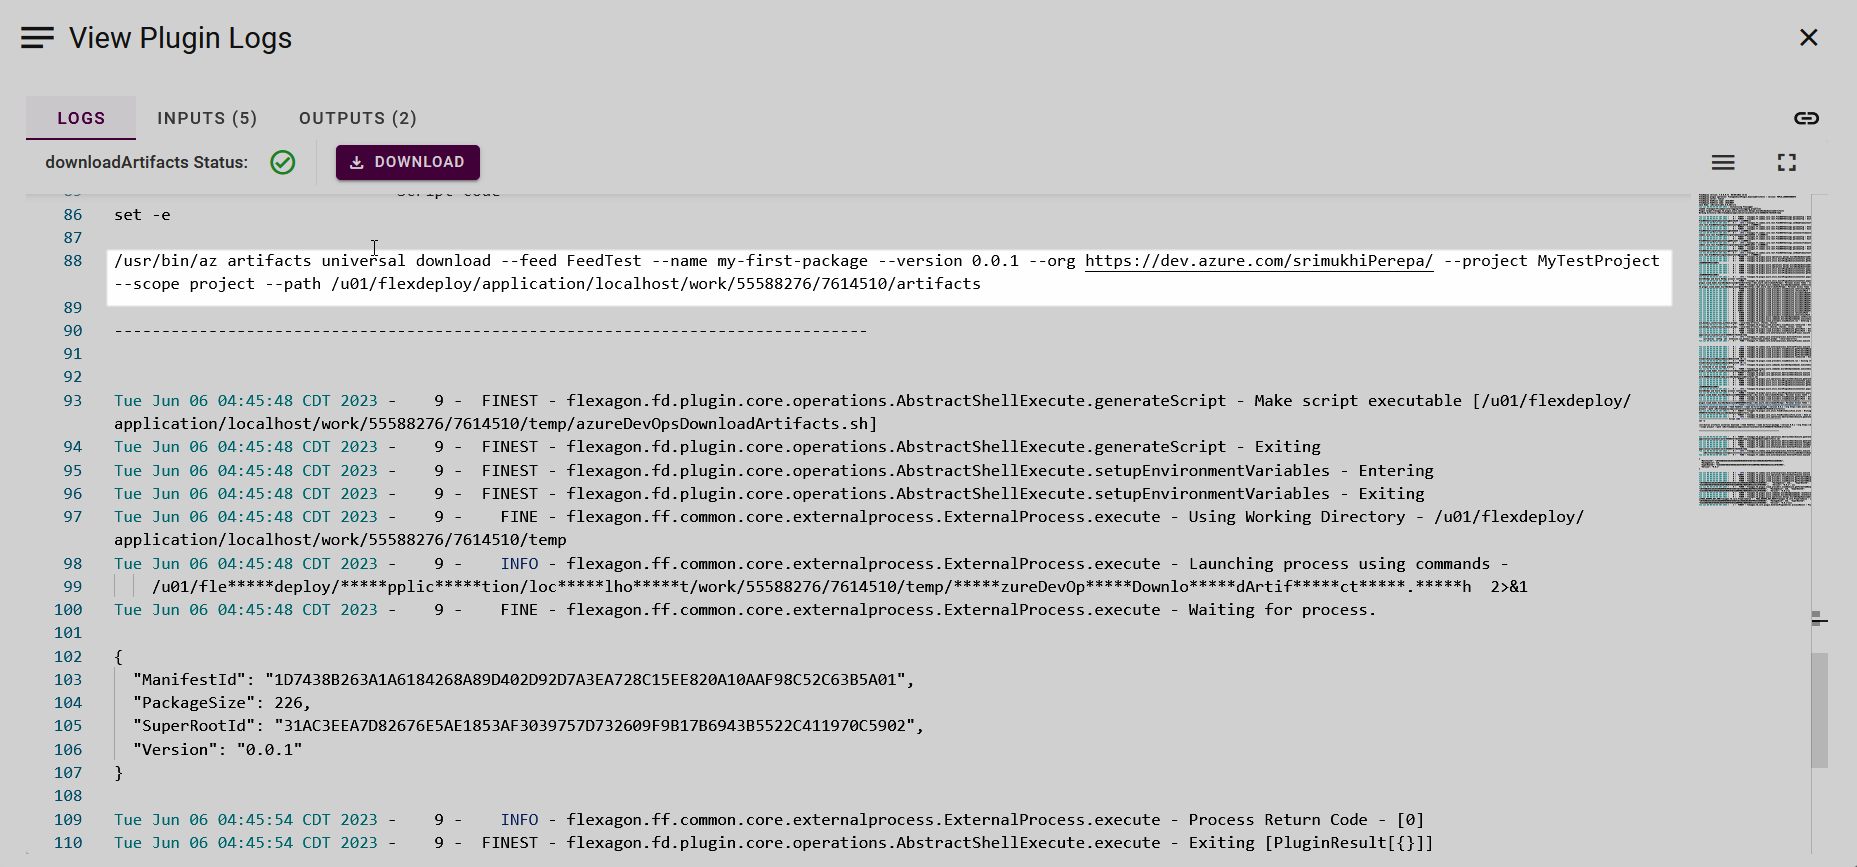 View Plugin Logs
LOGS INPUTS (5) OUTPUTS (2)
downloadArtifacts Status: DOWNLOAD
86 set -e
87
88 /usr/bin/az artifacts universal download --feed FeedTest --name my-first-package --version 0.0.1 --org https://dev.azure.com/srimukhiPerepa/ --project MyTestProject
--scope project --path /u01/flexdeploy/application/localhost/work/55588276/7614510/artifacts
89
90 --------------------------------------------------------------------------------
91
92
93 Tue Jun 06 04:45:48 CDT 2023 - 9 - FINEST - flexagon.fd.plugin.core.operations.AbstractShellExecute.generateScript - Make script executable [/u01/flexdeploy/
application/localhost/work/55588276/7614510/temp/azureDevOpsDownloadArtifacts.sh]
94 Tue Jun 06 04:45:48 CDT 2023 - 9 - FINEST - flexagon.fd.plugin.core.operations.AbstractShellExecute.generateScript - Exiting
95 Tue Jun 06 04:45:48 CDT 2023 - 9 - FINEST - flexagon.fd.plugin.core.operations.AbstractShellExecute.setupEnvironmentVariables - Entering
96 Tue Jun 06 04:45:48 CDT 2023 - 9 - FINEST - flexagon.fd.plugin.core.operations.AbstractShellExecute.setupEnvironmentVariables - Exiting
97 Tue Jun 06 04:45:48 CDT 2023 - 9 - FINE - flexagon.ff.common.core.externalprocess.ExternalProcess.execute - Using Working Directory - /u01/flexdeploy/
application/localhost/work/55588276/7614510/temp
98 Tue Jun 06 04:45:48 CDT 2023 - 9 - INFO - flexagon.ff.common.core.externalprocess.ExternalProcess.execute - Launching process using commands -
99 /u01/fle*****deploy/*****pplic*****tion/loc*****lho*****t/work/55588276/7614510/temp/*****zureDevOp*****Downlo*****dArtif*****ct*****.*****h 2>&1
100 Tue Jun 06 04:45:48 CDT 2023 - 9 - FINE - flexagon.ff.common.core.externalprocess.ExternalProcess.execute - Waiting for process.
101
102 {
103 "ManifestId": "1D7438B263A1A6184268A89D402D92D7A3EA728C15EE820A10AAF98C52C63B5A01",
104 "PackageSize": 226,
105 "SuperRootId": "31AC3EEA7D82676E5AE1853AF3039757D732609F9B17B6943B5522C411970C5902",
106 "Version": "0.0.1"
107 }
108
109 Tue Jun 06 04:45:54 CDT 2023 - 9 - INFO - flexagon.ff.common.core.externalprocess.ExternalProcess.execute - Process Return Code - [0]
110 Tue Jun 06 04:45:54 CDT 2023 - 9 - FINEST - flexagon.fd.plugin.core.operations.AbstractShellExecute.execute - Exiting [PluginResult[{}]]